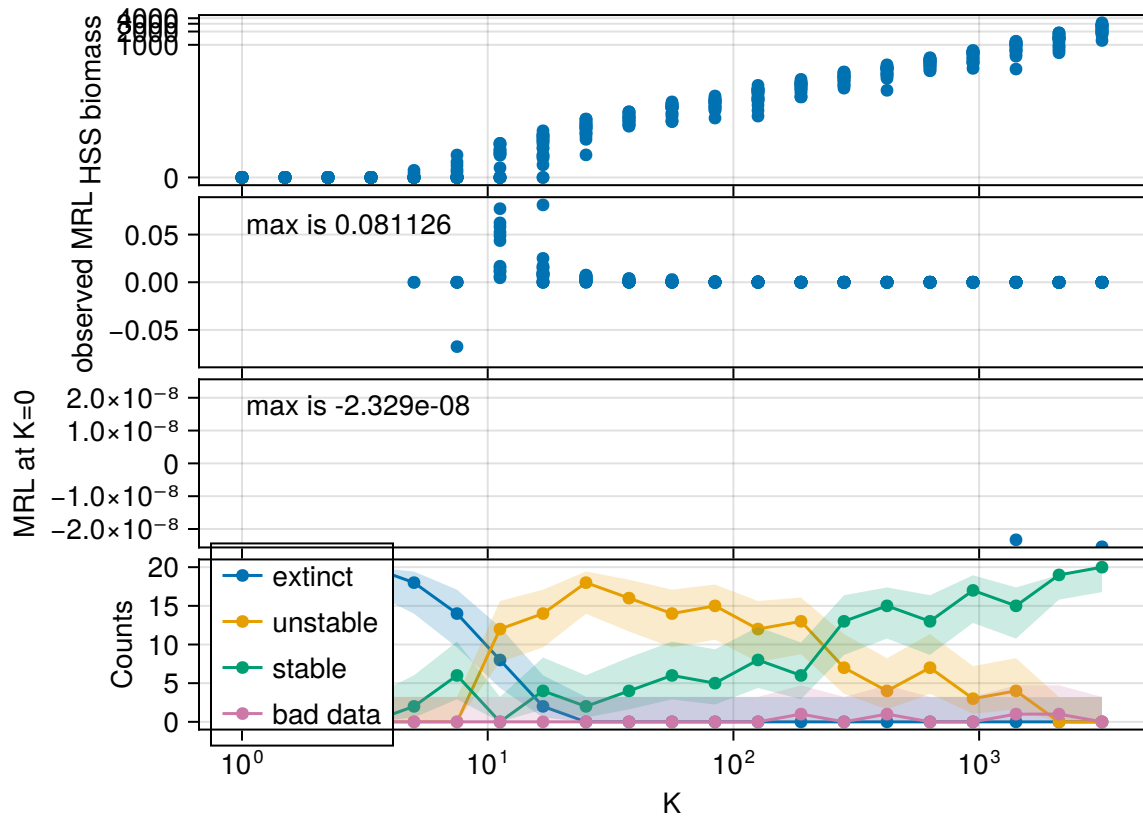 4000
3000
2000
1000
0
HSS biomass
max is 0.081126
0.05
0.00
−0.05
observed MRL
max is -2.329e-08
2.0×10⁻⁸
1.0×10⁻⁸
0
−1.0×10⁻⁸
−2.0×10⁻⁸
MRL at K=0
20
15
10
5
0
Counts
extinct
unstable
stable
bad data
10⁰
10¹
10²
10³
K